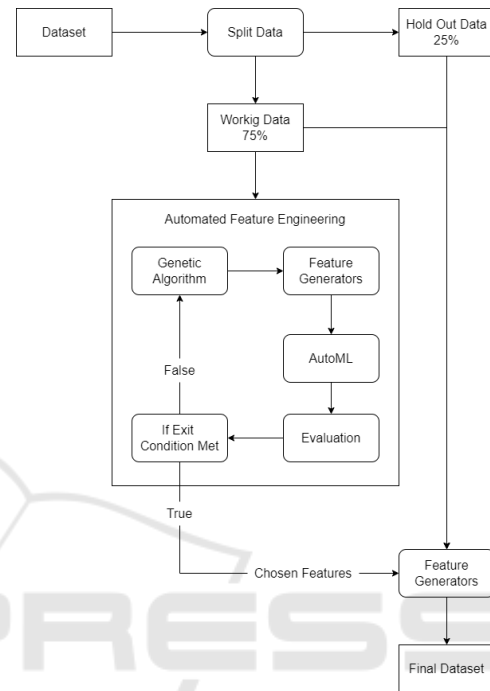 Dataset
Split Data
Hold Out Data
25%
Workig Data
75%
Automated Feature Engineering
Genetic
Algorithm
Feature
Generators
AutoML
False
If Exit
Condition Met
Evaluation
True
Chosen Features
Feature
Generators
Final Dataset